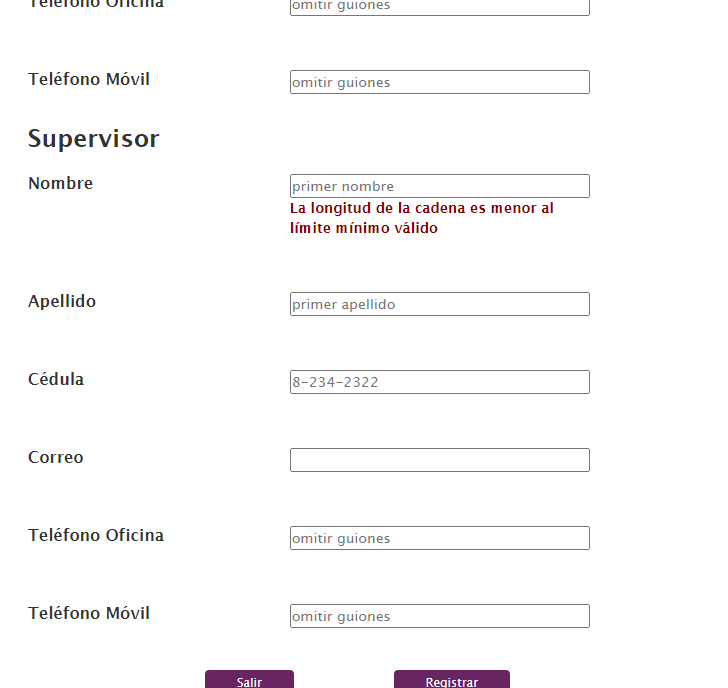 Teléfono Oficina
omitir guiones
Teléfono Móvil
omitir guiones
Supervisor
Nombre
primer nombre
La longitud de la cadena es menor al
límite mínimo válido
Apellido
primer apellido
Cédula
8-234-2322
Correo
Teléfono Oficina
omitir guiones
Teléfono Móvil
omitir guiones
Salir
Registrar